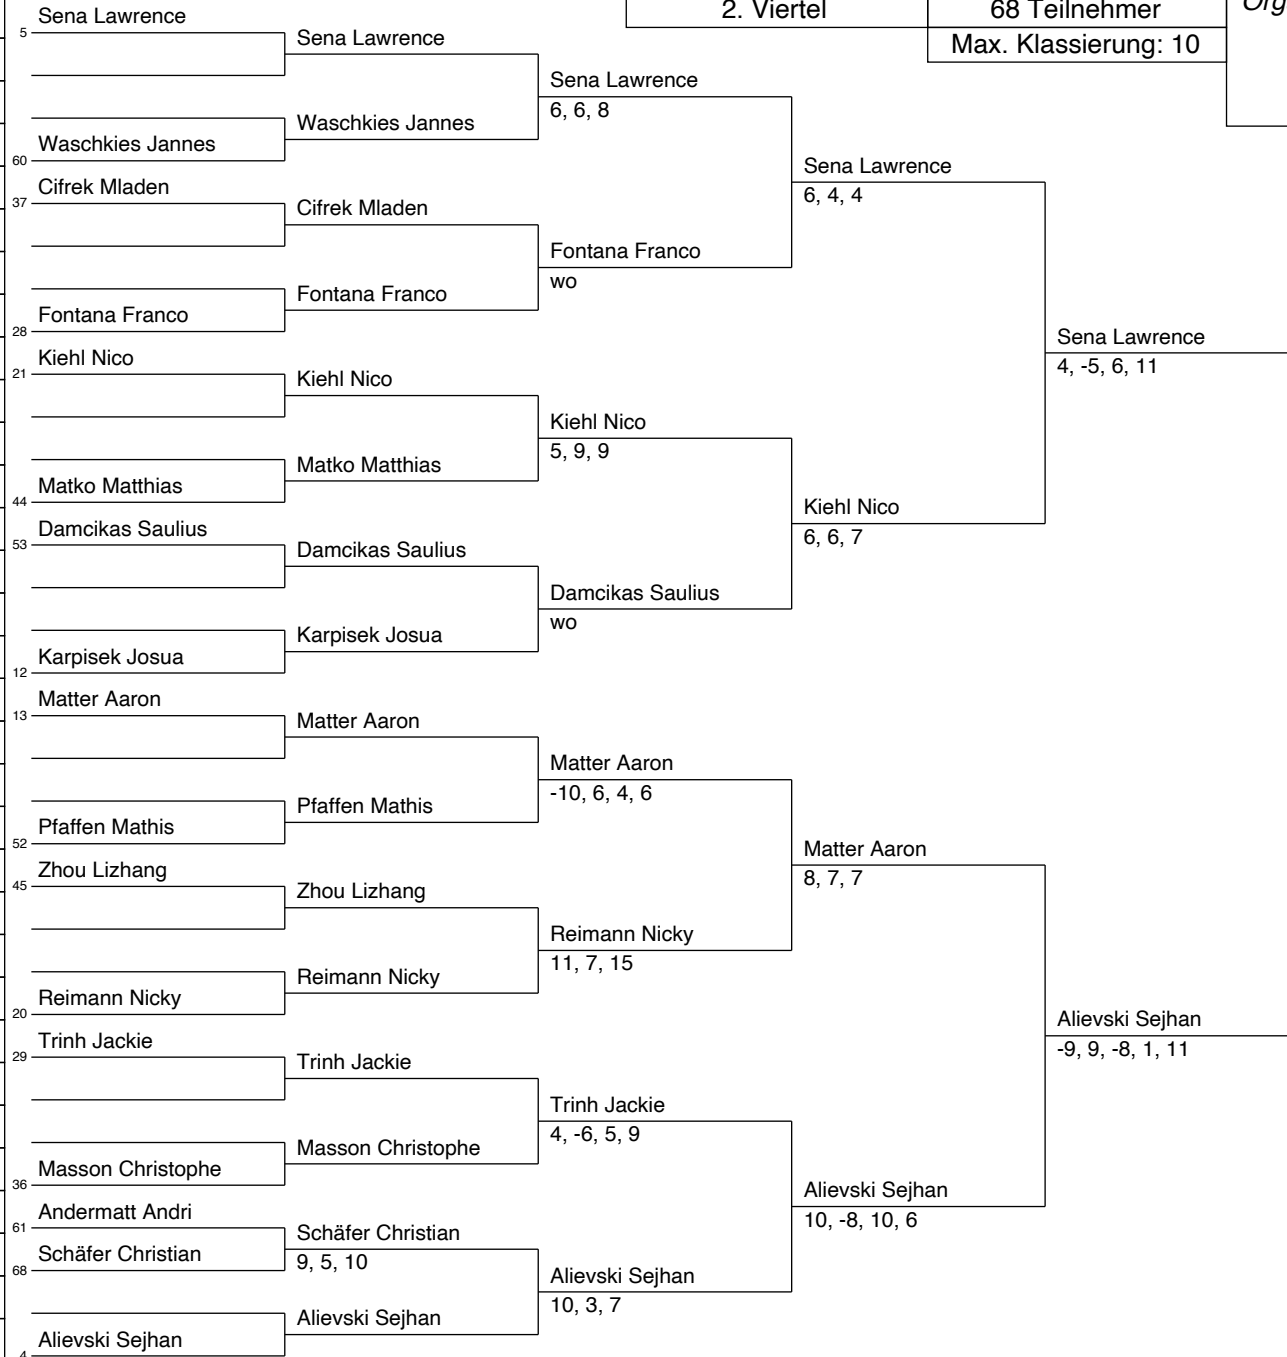 2. Viertel
68 Teilnehmer
Max. Klassierung: 10
Sena Lawrence
5
Sena Lawrence
Sena Lawrence
6, 6, 8
Waschkies Jannes
Waschkies Jannes
60
Sena Lawrence
6, 4, 4
Cifrek Mladen
37
Cifrek Mladen
Fontana Franco
wo
Fontana Franco
Fontana Franco
28
Sena Lawrence
4, -5, 6, 11
Kiehl Nico
21
Kiehl Nico
Kiehl Nico
5, 9, 9
Matko Matthias
Matko Matthias
44
Kiehl Nico
6, 6, 7
Damcikas Saulius
53
Damcikas Saulius
Damcikas Saulius
wo
Karpisek Josua
Karpisek Josua
12
Matter Aaron
13
Matter Aaron
Matter Aaron
-10, 6, 4, 6
Pfaffen Mathis
Pfaffen Mathis
52
Matter Aaron
8, 7, 7
Zhou Lizhang
45
Zhou Lizhang
Reimann Nicky
11, 7, 15
Reimann Nicky
Reimann Nicky
20
Alievski Sejhan
-9, 9, -8, 1, 11
Trinh Jackie
29
Trinh Jackie
Trinh Jackie
4, -6, 5, 9
Masson Christophe
Masson Christophe
36
Alievski Sejhan
10, -8, 10, 6
Andermatt Andri
61
Schäfer Christian
9, 5, 10
Schäfer Christian
68
Alievski Sejhan
10, 3, 7
Alievski Sejhan
Alievski Sejhan
4